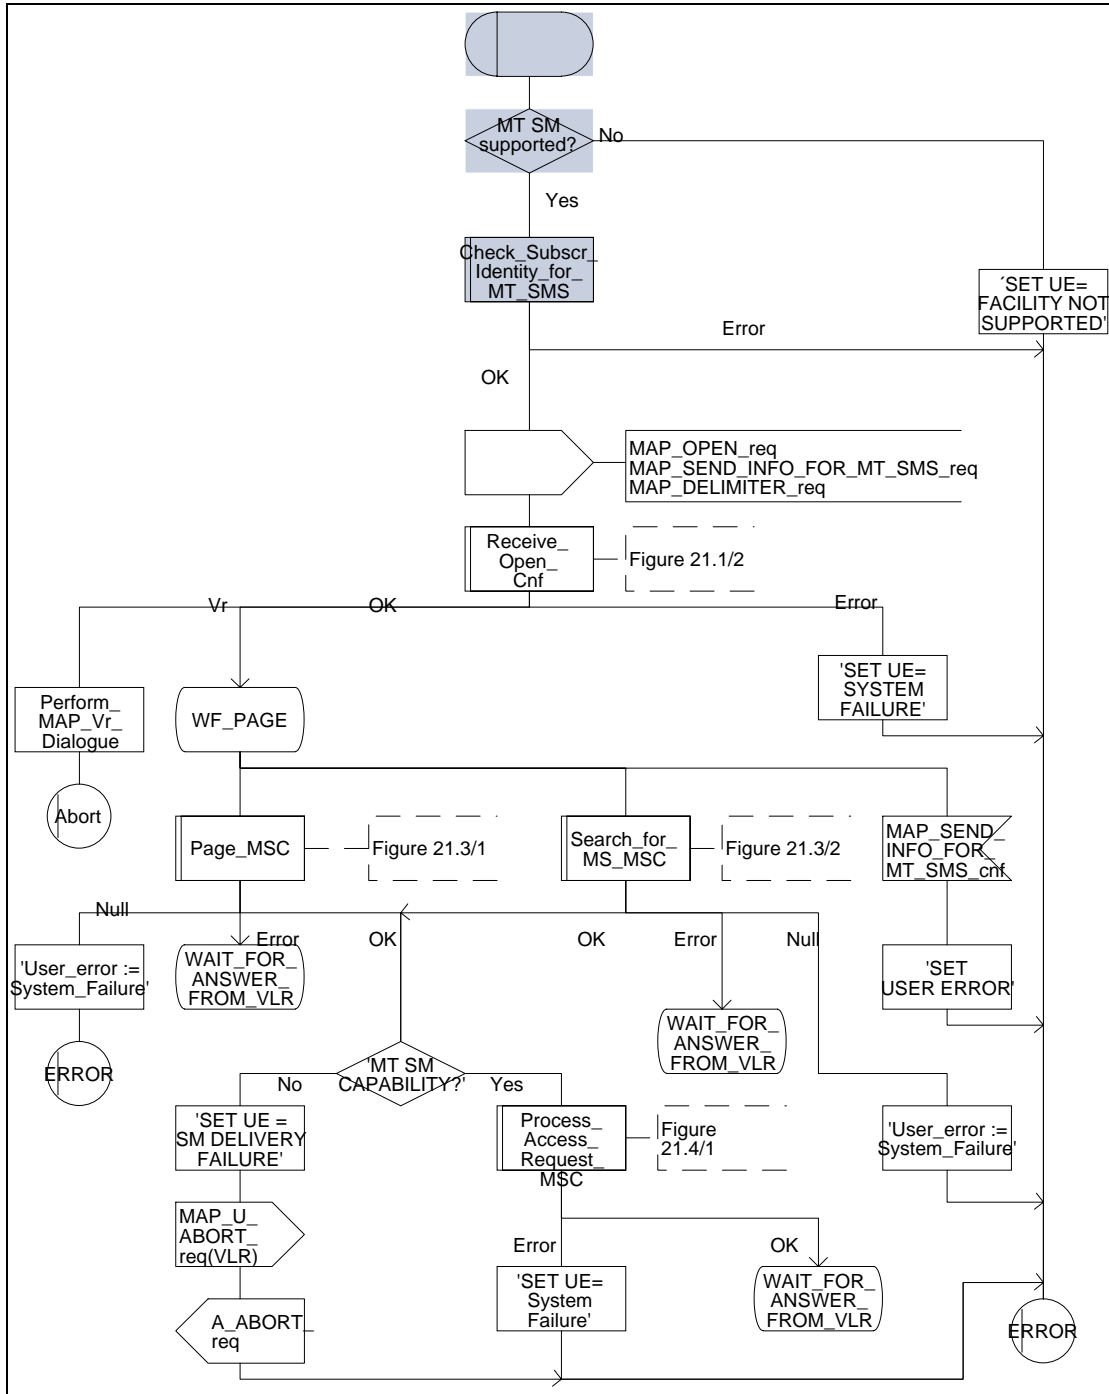 MT SM
supported?
No
Yes
Check_Subscr_
Identity_for_
MT_SMS
´SET UE=
FACILITY NOT
SUPPORTED'
Error
OK
MAP_OPEN_req
MAP_SEND_INFO_FOR_MT_SMS_req
MAP_DELIMITER_req
Receive_
Open_
Cnf
Figure 21.1/2
Vr
OK
Error
Perform_
MAP_Vr_
Dialogue
WF_PAGE
'SET UE=
SYSTEM
FAILURE'
Abort
Page_MSC
Figure 21.3/1
Search_for_
MS_MSC
Figure 21.3/2
MAP_SEND_
INFO_FOR_
MT_SMS_cnf
Null
Error
OK
OK
Error
Null
'User_error :=
System_Failure'
WAIT_FOR_
ANSWER_
FROM_VLR
'SET
USER ERROR'
WAIT_FOR_
ANSWER_
FROM_VLR
ERROR
'MT SM
CAPABILITY?'
No
Yes
'SET UE =
SM DELIVERY
FAILURE'
Process_
Access_
Request_
MSC
Figure
21.4/1
'User_error :=
System_Failure'
MAP_U_
ABORT_
req(VLR)
Error
OK
'SET UE=
System
Failure'
WAIT_FOR_
ANSWER_
FROM_VLR
A_ABORT_
req
ERROR